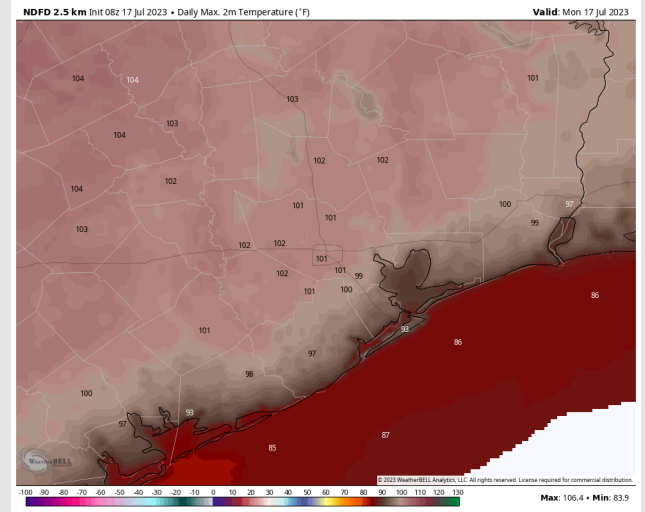 NDFD 2.5 km Init 08z 17 Jul 2023 • Daily Max. 2m Temperature (°F)
Valid: Mon 17 Jul 2023
104 104 101
103
103
104
102 102
102
104
101 100 97
101 99
103
102 102
101
102 101 99
101 100 86
101 93
86
97
98
100
93
97
87
85
WeatherBELL
© 2023 WeatherBELL Analytics, LLC. All rights reserved. License required for commercial distribution.
-100 -90 -80 -70 -60 -50 -40 -30 -20 -10 0 10 20 30 40 50 60 70 80 90 100 110 120 130
Max: 106.4 • Min: 83.9